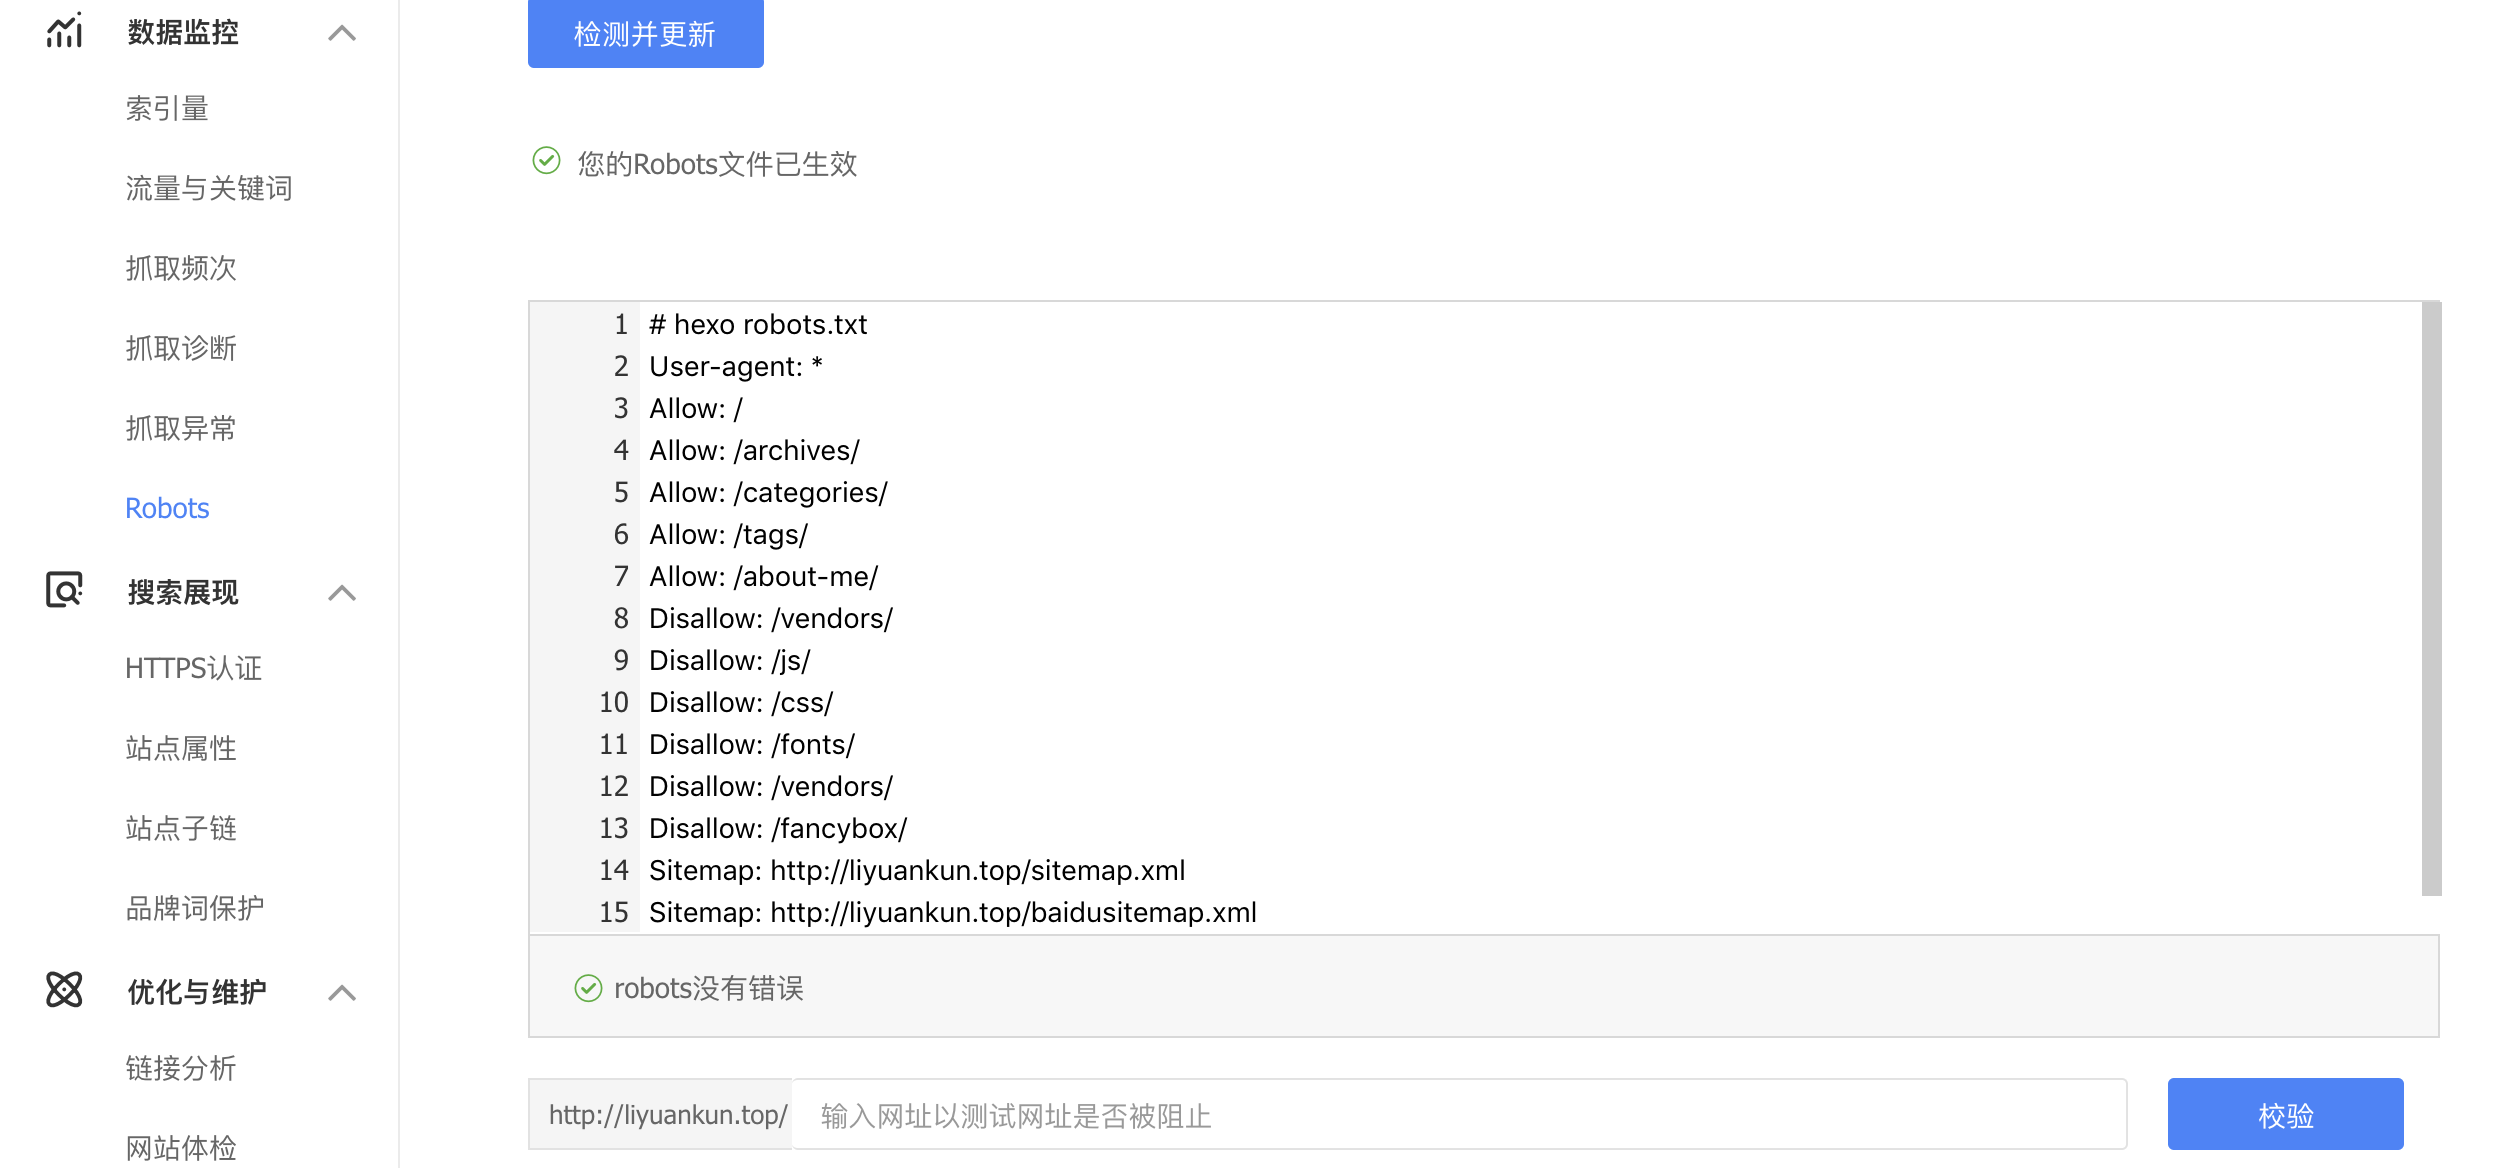 数据监控
索引量
流量与关键词
抓取频次
抓取诊断
抓取异常
Robots
搜索展现
HTTPS认证
站点属性
站点子链
品牌词保护
优化与维护
链接分析
网站体检
检测并更新
您的Robots文件已生效
1 # hexo robots.txt
2 User-agent: *
3 Allow: /
4 Allow: /archives/
5 Allow: /categories/
6 Allow: /tags/
7 Allow: /about-me/
8 Disallow: /vendors/
9 Disallow: /js/
10 Disallow: /css/
11 Disallow: /fonts/
12 Disallow: /vendors/
13 Disallow: /fancybox/
14 Sitemap: http://liyuankun.top/sitemap.xml
15 Sitemap: http://liyuankun.top/baidusitemap.xml
robots没有错误
http://liyuankun.top/ 输入网址以测试网址是否被阻止 校验